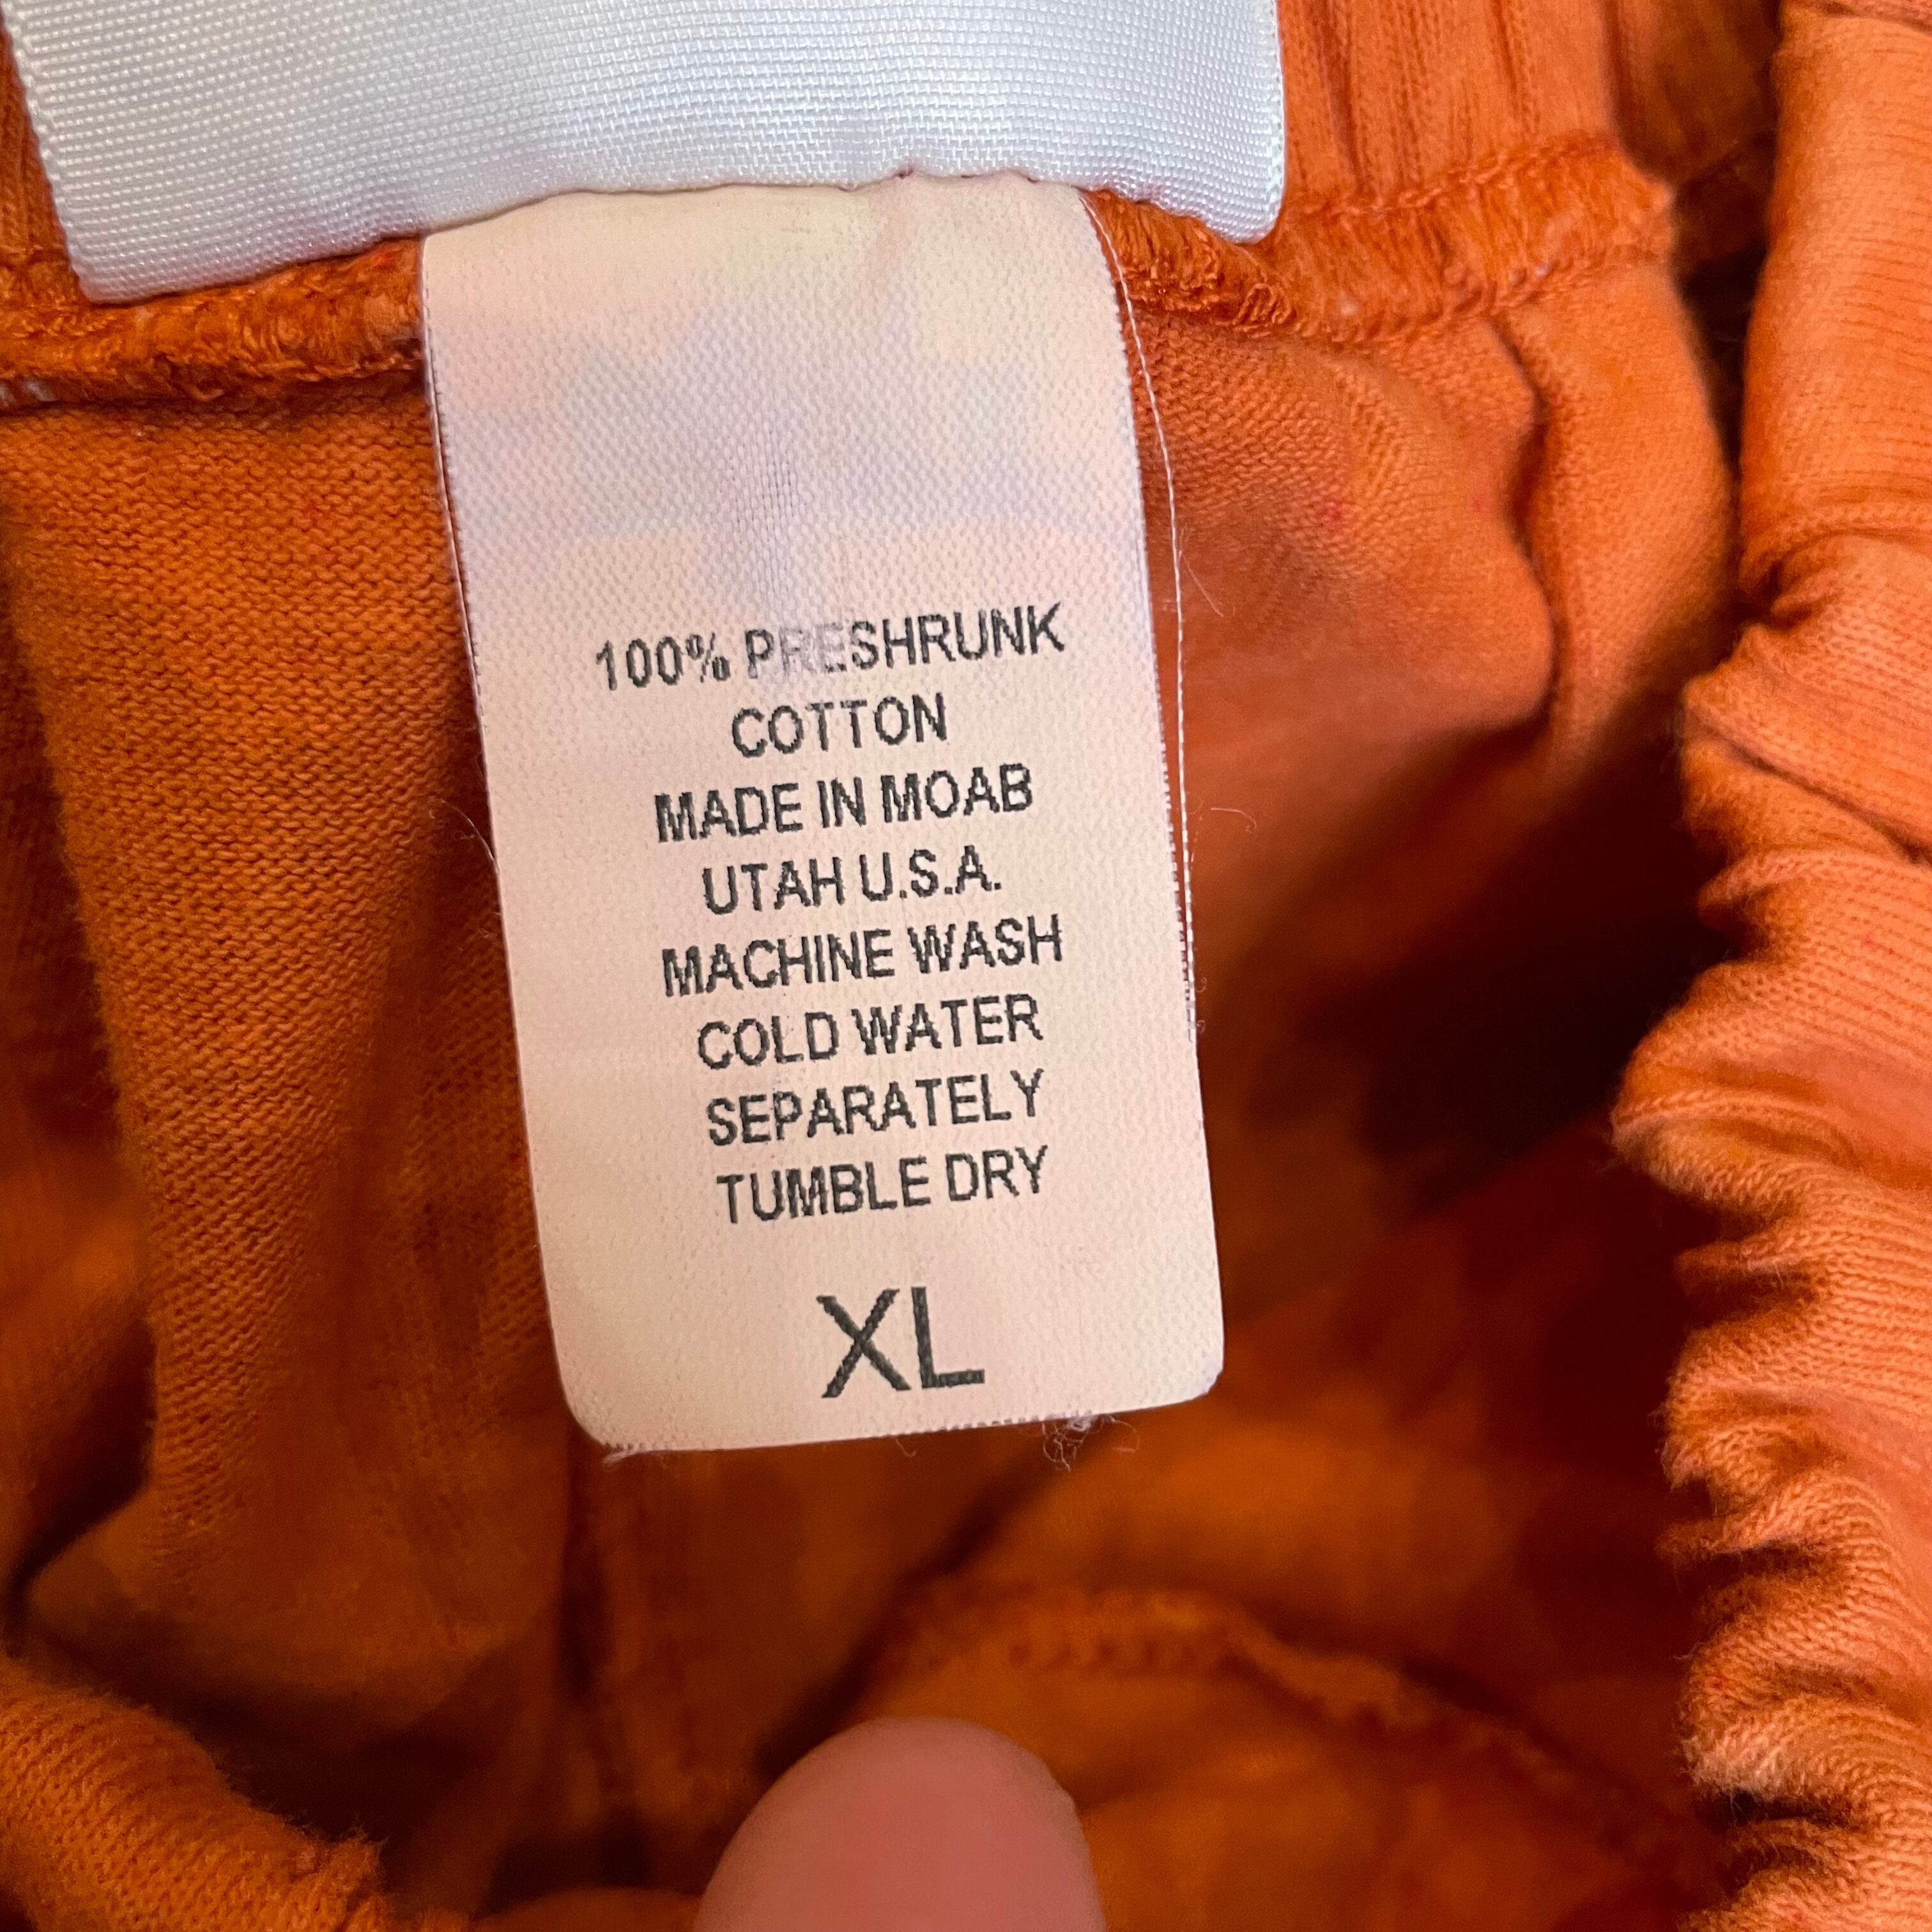 100% PRESHRUNK
COTTON
MADE IN MOAB
UTAH U.S.A.
MACHINE WASH
COLD WATER
SEPARATELY
TUMBLE DRY
XL